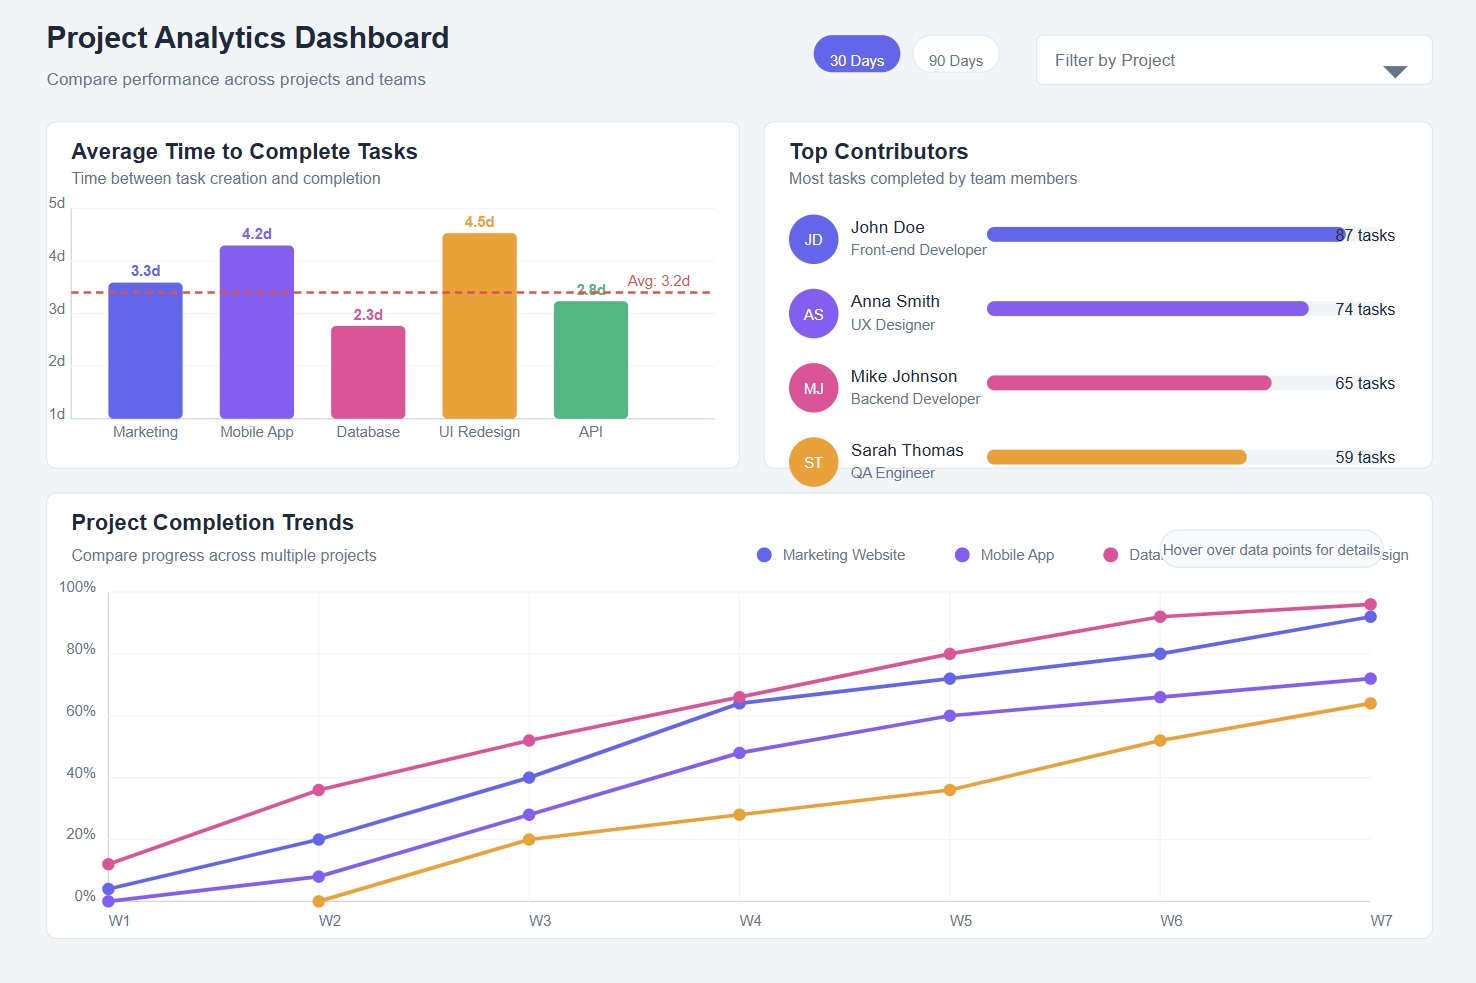 Project Analytics Dashboard
Compare performance across projects and teams
30 Days
90 Days
Filter by Project
Average Time to Complete Tasks
Time between task creation and completion
5d
4d
3d
2d
1d
3.3d
4.2d
2.3d
4.5d
2.8d
Avg: 3.2d
Marketing
Mobile App
Database
UI Redesign
API
Top Contributors
Most tasks completed by team members
JD
John Doe
Front-end Developer
87 tasks
AS
Anna Smith
UX Designer
74 tasks
MJ
Mike Johnson
Backend Developer
65 tasks
ST
Sarah Thomas
QA Engineer
59 tasks
Project Completion Trends
Compare progress across multiple projects
Marketing Website
Mobile App
Hover over data points for details
100%
80%
60%
40%
20%
0%
W1
W2
W3
W4
W5
W6
W7